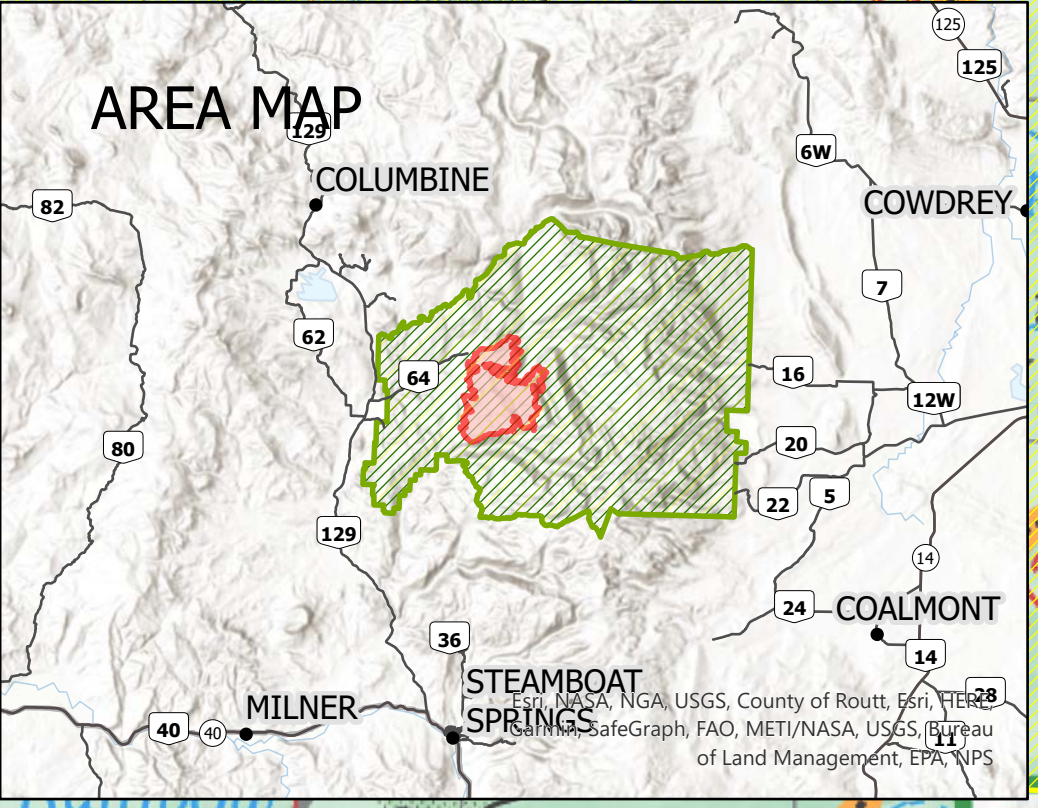 125
125
AREA MAP
129
6W
COLUMBINE
82
COWDREY
7
62
64
16
12W
80
20
5
22
129
14
24
COALMONT
36
14
STEAMBOAT
SPRINGS
28
MILNER
40
40
11
Esri, NASA, NGA, USGS, County of Routt, Esri, HERE,
Garmin, SafeGraph, FAO, METI/NASA, USGS, Bureau
of Land Management, EPA, NPS